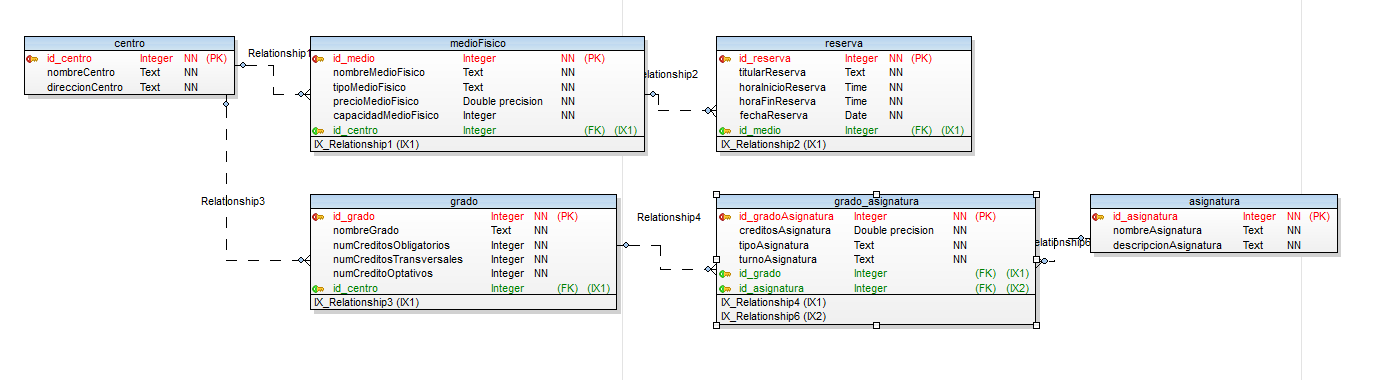 centro
id_centro Integer NN (PK)
nombreCentro Text NN
direccionCentro Text NN
Relationship1
medioFisico
id_medio Integer NN (PK)
nombreMedioFisico Text NN
tipoMedioFisico Text NN
precioMedioFisico Double precision NN
capacidadMedioFisico Integer NN
id_centro Integer (FK) (IX1)
IX_Relationship1 (IX1)
elationship2
reserva
id_reserva Integer NN (PK)
titularReserva Text NN
horaInicioReserva Time NN
horaFinReserva Time NN
fechaReserva Date NN
id_medio Integer (FK) (IX1)
IX_Relationship2 (IX1)
Relationship3
grado
id_grado Integer NN (PK)
nombreGrado Text NN
numCreditosObligatorios Integer NN
numCreditosTransversales Integer NN
numCreditoOptativos Integer NN
id_centro Integer (FK) (IX1)
IX_Relationship3 (IX1)
Relationship4
grado_asignatura
id_gradoAsignatura Integer NN (PK)
creditosAsignatura Double precision NN
tipoAsignatura Text NN
turnoAsignatura Text NN
id_grado Integer (FK) (IX1)
id_asignatura Integer (FK) (IX2)
IX_Relationship4 (IX1)
IX_Relationship6 (IX2)
elationship6
asignatura
id_asignatura Integer NN (PK)
nombreAsignatura Text NN
descripcionAsignatura Text NN